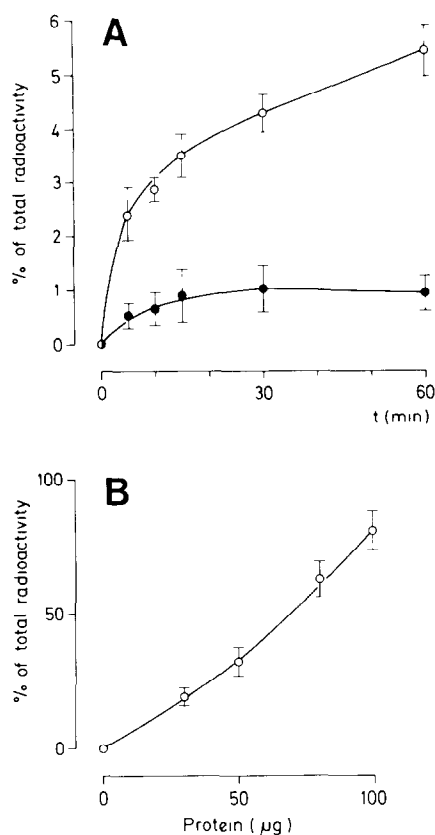 A
% of total radioactivity
6
5
4
3
2
1
0
0 30 60
t (min)
B
% of total radioactivity
100
50
0
0 50 100
Protein ( µg )